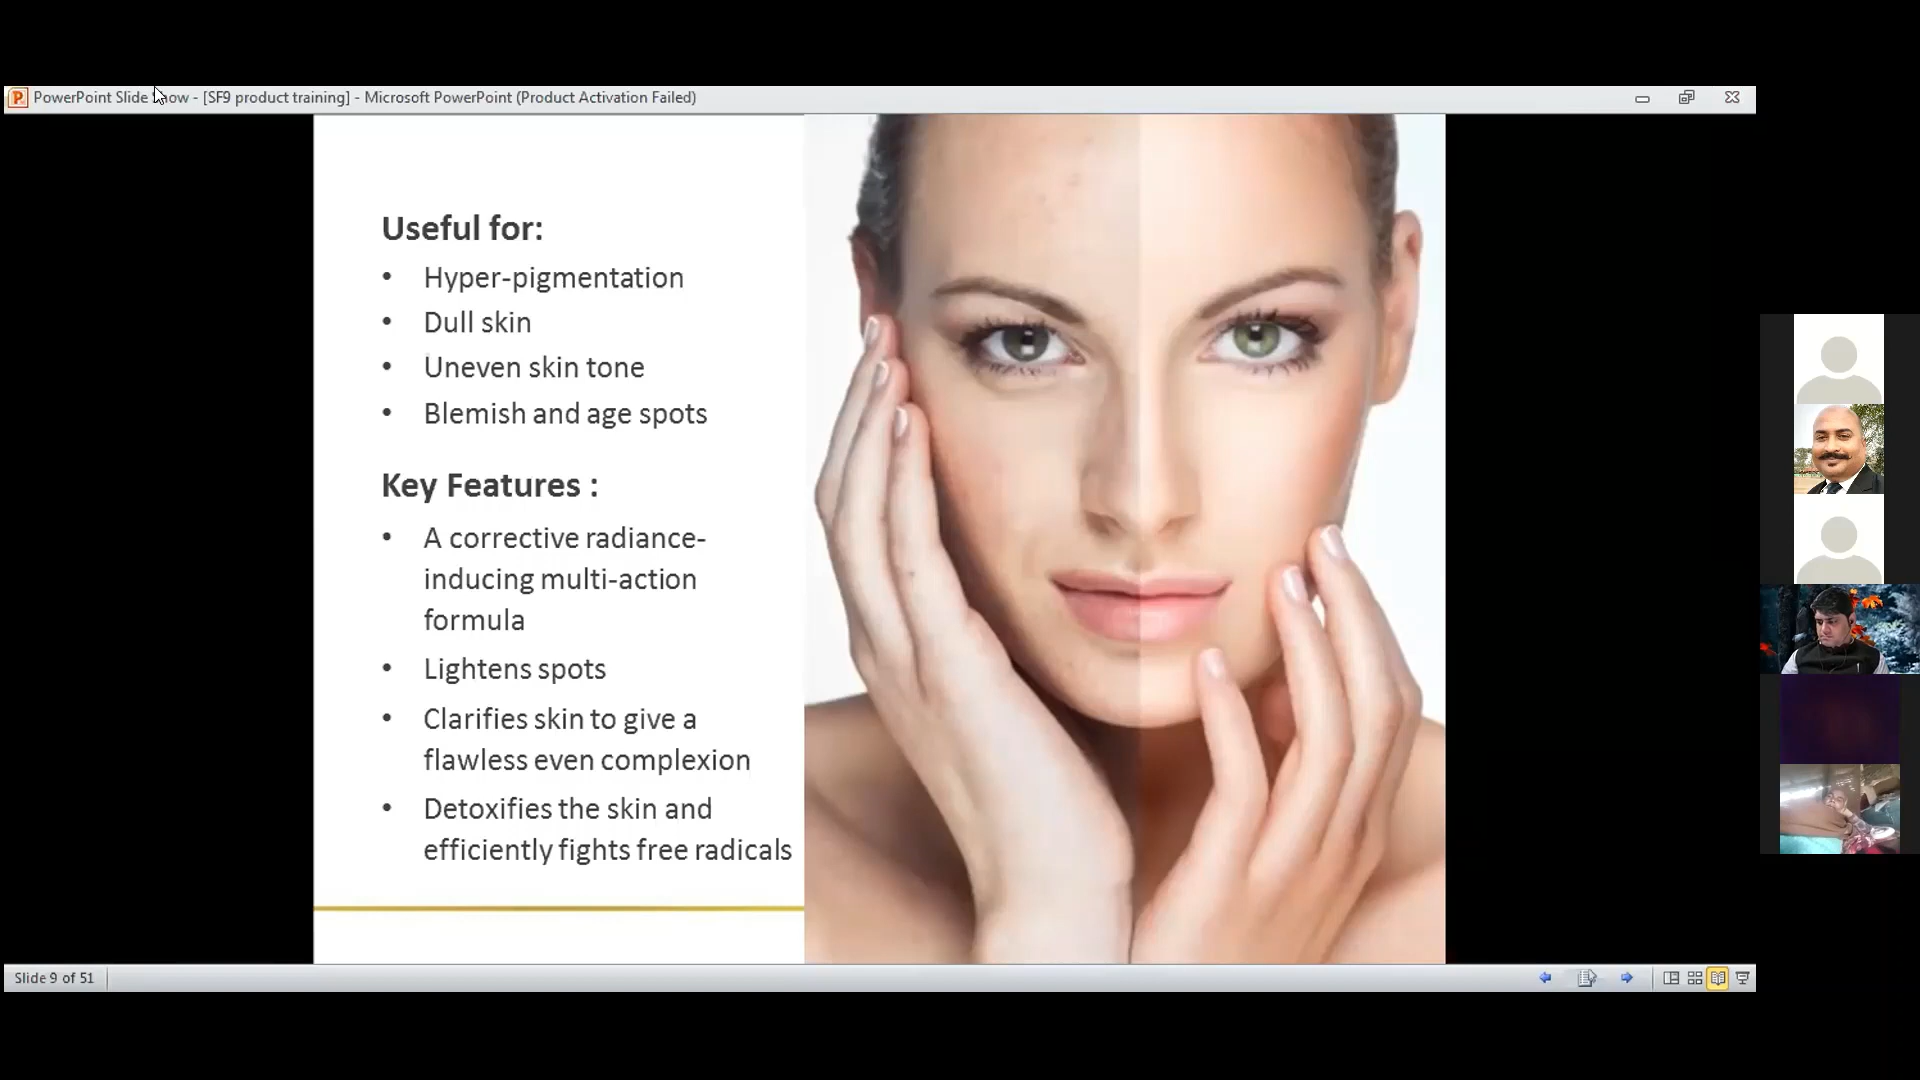 PowerPoint Slide Show - [SF9 product training] - Microsoft PowerPoint (Product Activation Failed)
Useful for:
• Hyper-pigmentation
• Dull skin
• Uneven skin tone
• Blemish and age spots
Key Features :
• A corrective radiance-
inducing multi-action
formula
• Lightens spots
• Clarifies skin to give a
flawless even complexion
• Detoxifies the skin and
efficiently fights free radicals
Slide 9 of 51